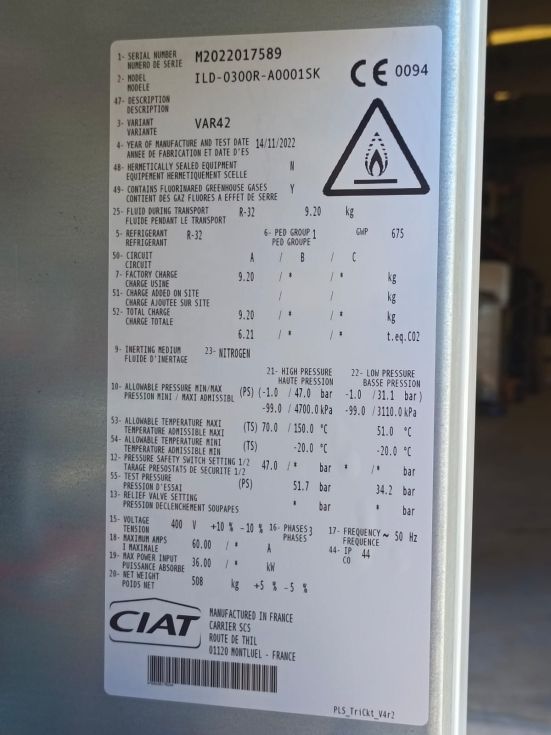 1- SERIAL NUMBER M2022017589
NUMERO DE SERIE
2- MODEL ILD-0300R-A0001SK
MODELE
CE 0094
47- DESCRIPTION
DESCRIPTION
3- VARIANT VAR42
VARIANTE
4- YEAR OF MANUFACTURE AND TEST DATE 14/11/2022
ANNEE DE FABRICATION ET DATE D'ES
48- HERMETICALLY SEALED EQUIPMENT N
EQUIPEMENT HERMETIQUEMENT SCELLE
49- CONTAINS FLUORINARED GREENHOUSE GASES Y
CONTIENT DES GAZ FLUORES A EFFET DE SERRE
25- FLUID DURING TRANSPORT R-32 9.20 kg
FLUIDE PENDANT LE TRANSPORT
5- REFRIGERANT R-32 6- PED GROUP 1 GWP 675
REFRIGERANT PED GROUPE
50- CIRCUIT A / B / C
CIRCUIT
7- FACTORY CHARGE 9.20 / * / * kg
CHARGE USINE
51- CHARGE ADDED ON SITE / / kg
CHARGE AJOUTEE SUR SITE
52- TOTAL CHARGE 9.20 / * / * kg
CHARGE TOTALE
6.21 / * / * t.eq.CO2
9- INERTING MEDIUM 23- NITROGEN
FLUIDE D'INERTAGE
21- HIGH PRESSURE 22- LOW PRESSURE
HAUTE PRESSION BASSE PRESSION
10- ALLOWABLE PRESSURE MIN/MAX (PS) (-1.0 / 47.0 bar -1.0 / 31.1 bar)
PRESSION MINI / MAXI ADMISSIBL -99.0 / 4700.0 kPa -99.0 / 3110.0 kPa
53- ALLOWABLE TEMPERATURE MAXI (TS) 70.0 / 150.0 °C 51.0 °C
TEMPERATURE ADMISSIBLE MAXI
54- ALLOWABLE TEMPERATURE MINI (TS) -20.0 °C -20.0 °C
TEMPERATURE ADMISSIBLE MIN
12- PRESSURE SAFETY SWITCH SETTING 1/2 47.0 / * bar * / * bar
TARAGE PRESOSTATS DE SECURITE 1/2
55- TEST PRESSURE (PS) 51.7 bar 34.2 bar
PRESSION D'ESSAI
13- RELIEF VALVE SETTING * bar * bar
PRESSION DECLENCHEMENT SOUPAPES
15- VOLTAGE 400 V +10 % -10 % 16- PHASES 3 17- FREQUENCY ~ 50 Hz
TENSION PHASES FREQUENCE
18- MAXIMUM AMPS 60.00 / * A 44- IP 44
I MAXIMALE CO
19- MAX POWER INPUT 36.00 / * kW
PUISSANCE ABSORBE
20- NET WEIGHT 508 kg +5 % -5 %
POIDS NET
CIAT
MANUFACTURED IN FRANCE
CARRIER SCS
ROUTE DE THIL
01120 MONTLUEL - FRANCE
PLS_TriCkt_V4r2